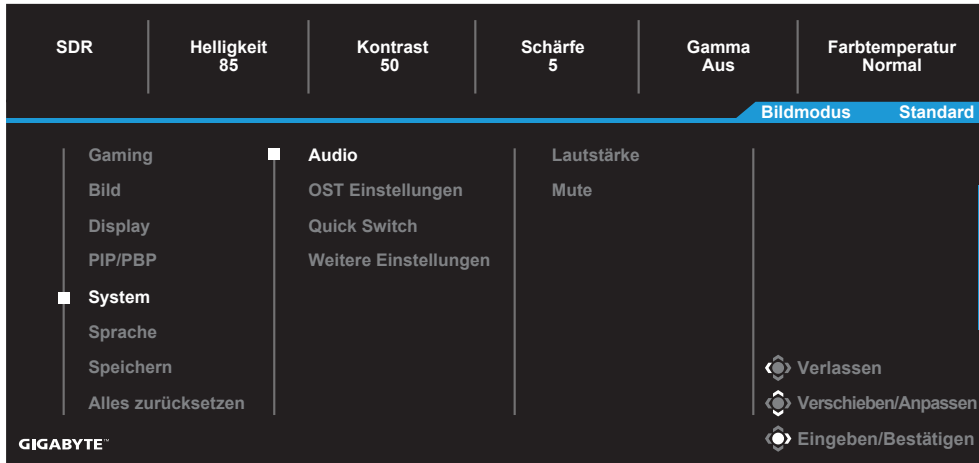 SDR
Helligkeit
85
Kontrast
50
Schärfe
5
Gamma
Aus
Farbtemperatur
Normal
Bildmodus Standard
Gaming
Bild
Display
PIP/PBP
System
Sprache
Speichern
Alles zurücksetzen
Audio
OST Einstellungen
Quick Switch
Weitere Einstellungen
Lautstärke
Mute
Verlassen
Verschieben/Anpassen
Eingeben/Bestätigen
GIGABYTE™